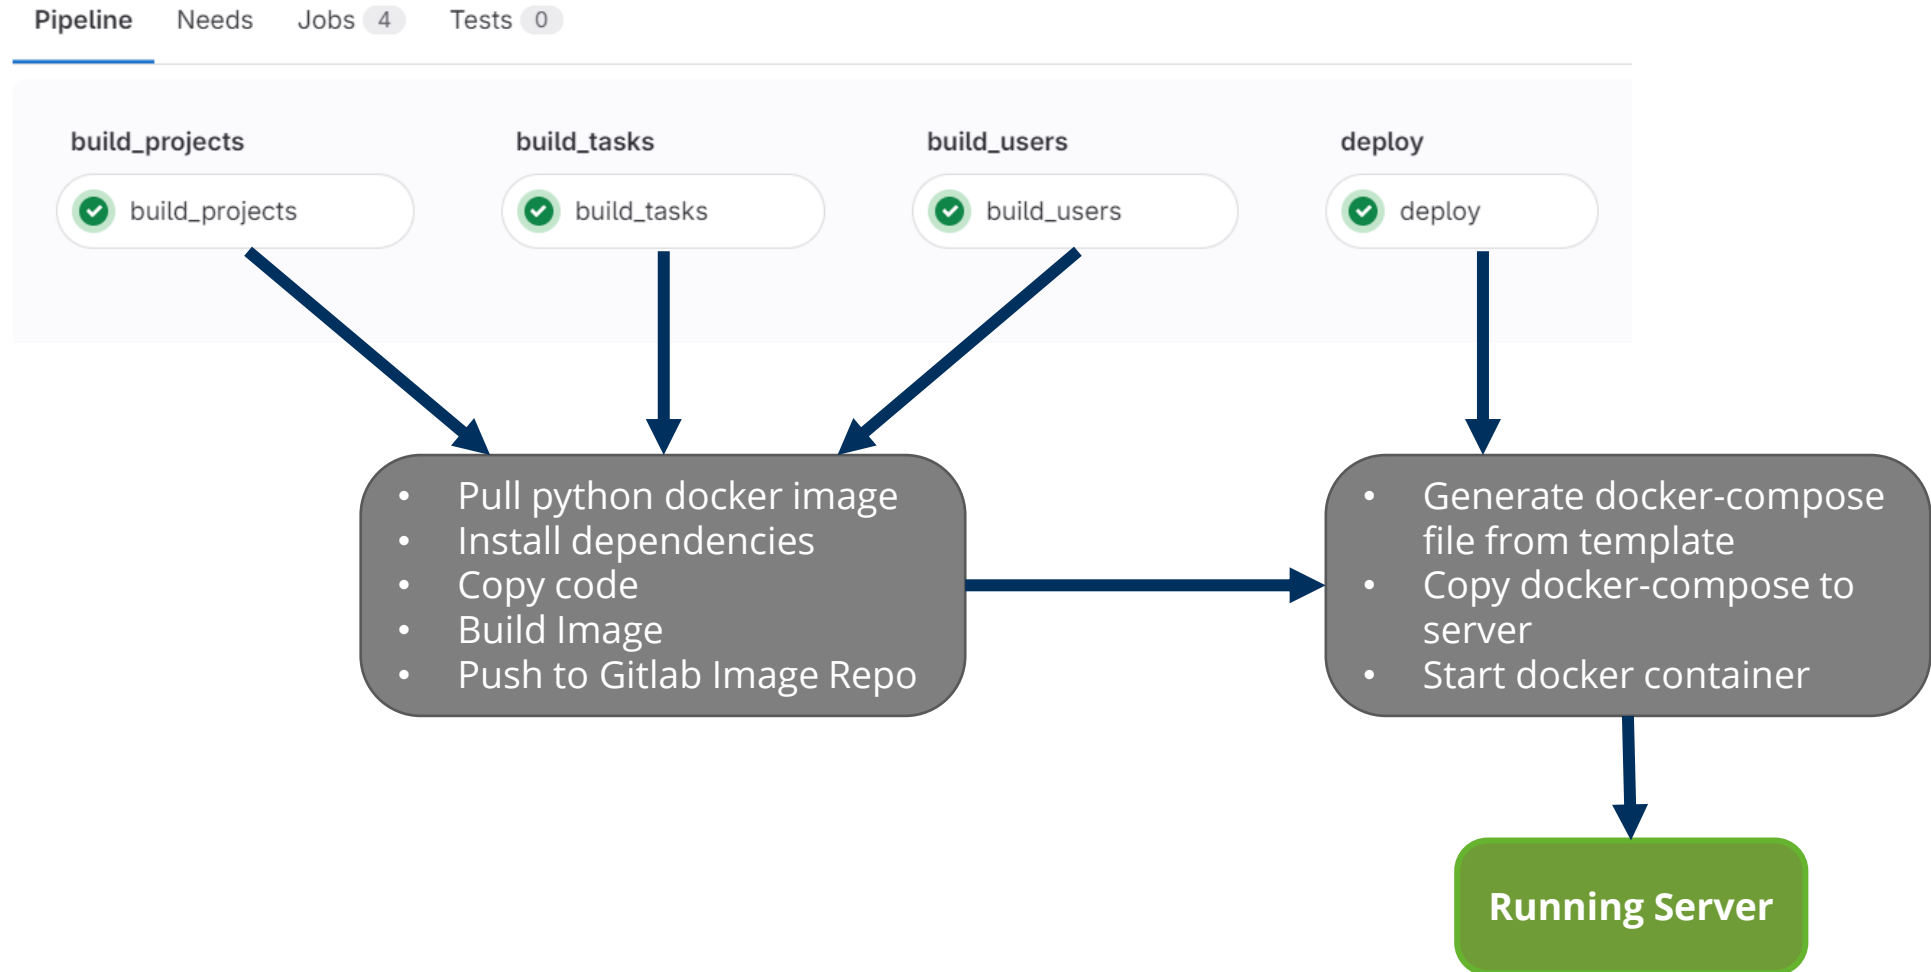 Pipeline Needs Jobs 4 Tests 0
build_projects build_tasks build_users deploy
build_projects build_tasks build_users deploy
• Pull python docker image
• Install dependencies
• Copy code
• Build Image
• Push to Gitlab Image Repo
• Generate docker-compose
file from template
• Copy docker-compose to
server
• Start docker container
Running Server